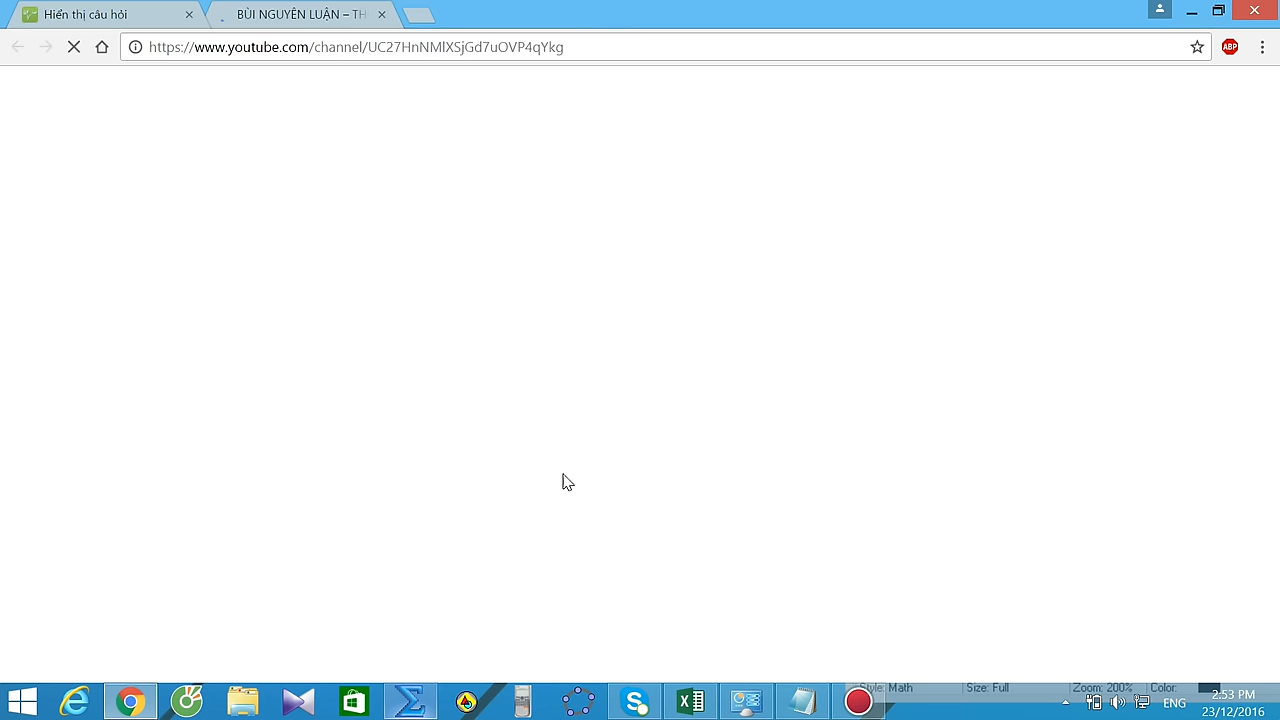 Hiển thị câu hỏi
BÙI NGUYÊN LUẬN – TH
https://www.youtube.com/channel/UC27HnNMlXSjGd7uOVP4qYkg
ABP
Style: Math
Size: Full
Zoom: 200%
Color:
ENG
2:53 PM
23/12/2016